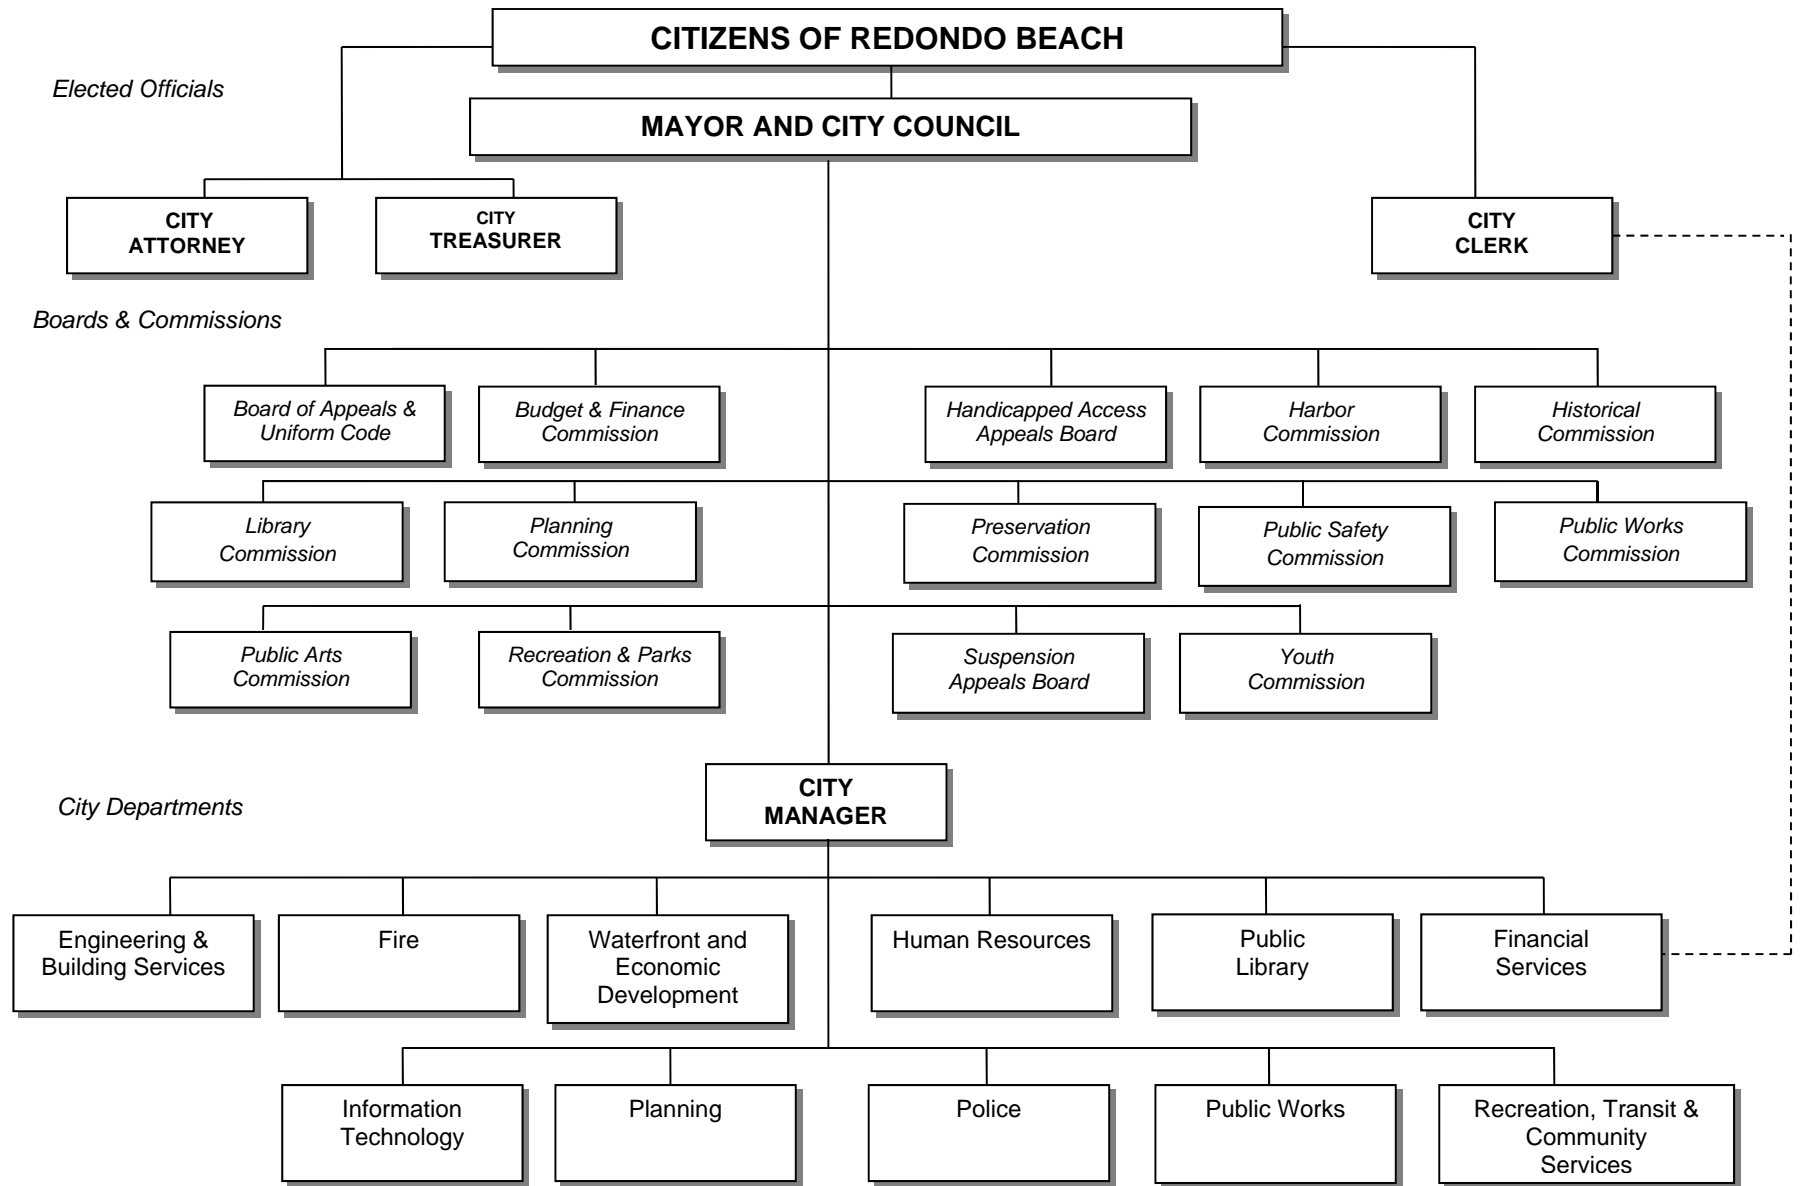 CITIZENS OF REDONDO BEACH
Elected Officials
MAYOR AND CITY COUNCIL
CITY
ATTORNEY
CITY
TREASURER
CITY
CLERK
Boards & Commissions
Board of Appeals &
Uniform Code
Budget & Finance
Commission
Handicapped Access
Appeals Board
Harbor
Commission
Historical
Commission
Library
Commission
Planning
Commission
Preservation
Commission
Public Safety
Commission
Public Works
Commission
Public Arts
Commission
Recreation & Parks
Commission
Suspension
Appeals Board
Youth
Commission
CITY
MANAGER
City Departments
Engineering &
Building Services
Fire
Waterfront and
Economic
Development
Human Resources
Public
Library
Financial
Services
Information
Technology
Planning
Police
Public Works
Recreation, Transit &
Community
Services